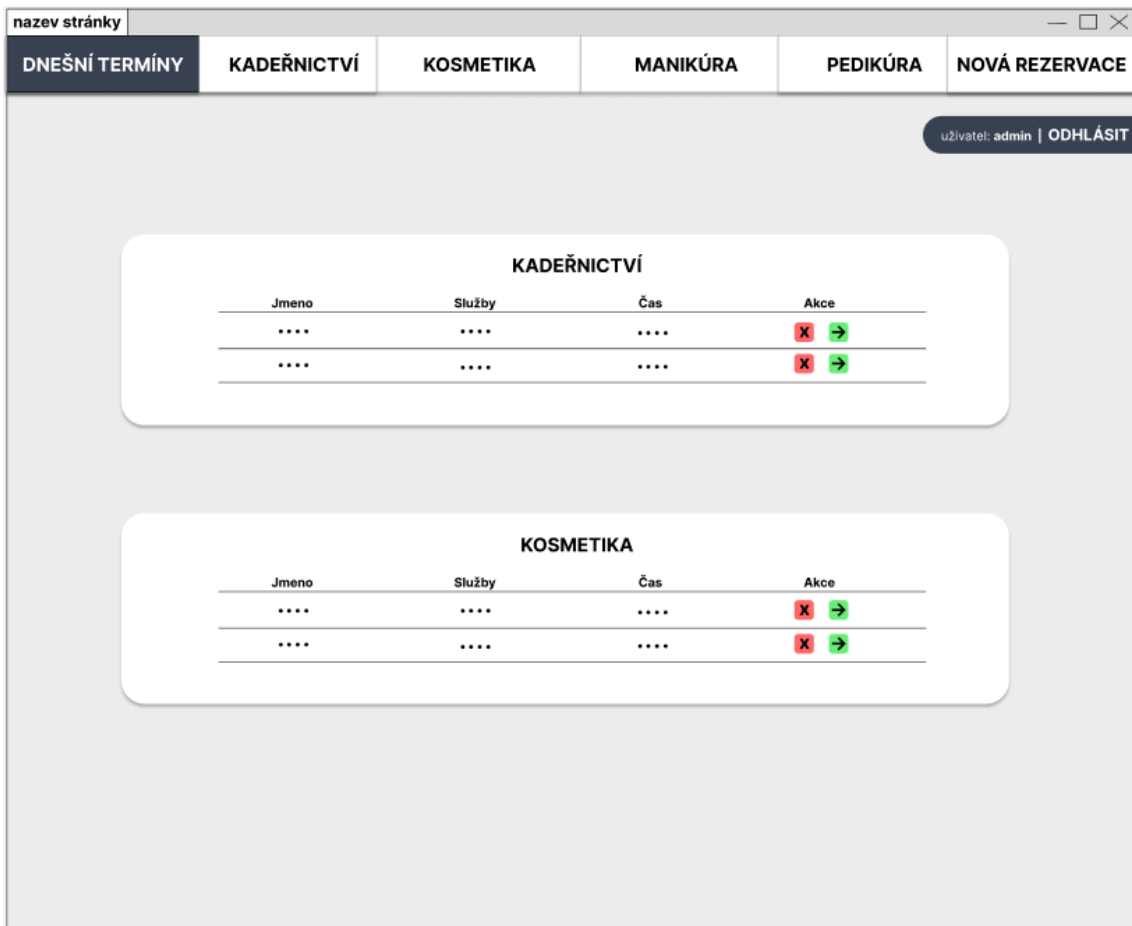 nazev stránky
DNEŠNÍ TERMÍNY KADEŘNICTVÍ KOSMETIKA MANIKÚRA PEDIKÚRA NOVÁ REZERVACE
uživatel: admin | ODHLÁSIT
KADEŘNICTVÍ
Jmeno Služby Čas Akce
.... .... .... X →
.... .... .... X →
KOSMETIKA
Jmeno Služby Čas Akce
.... .... .... X →
.... .... .... X →